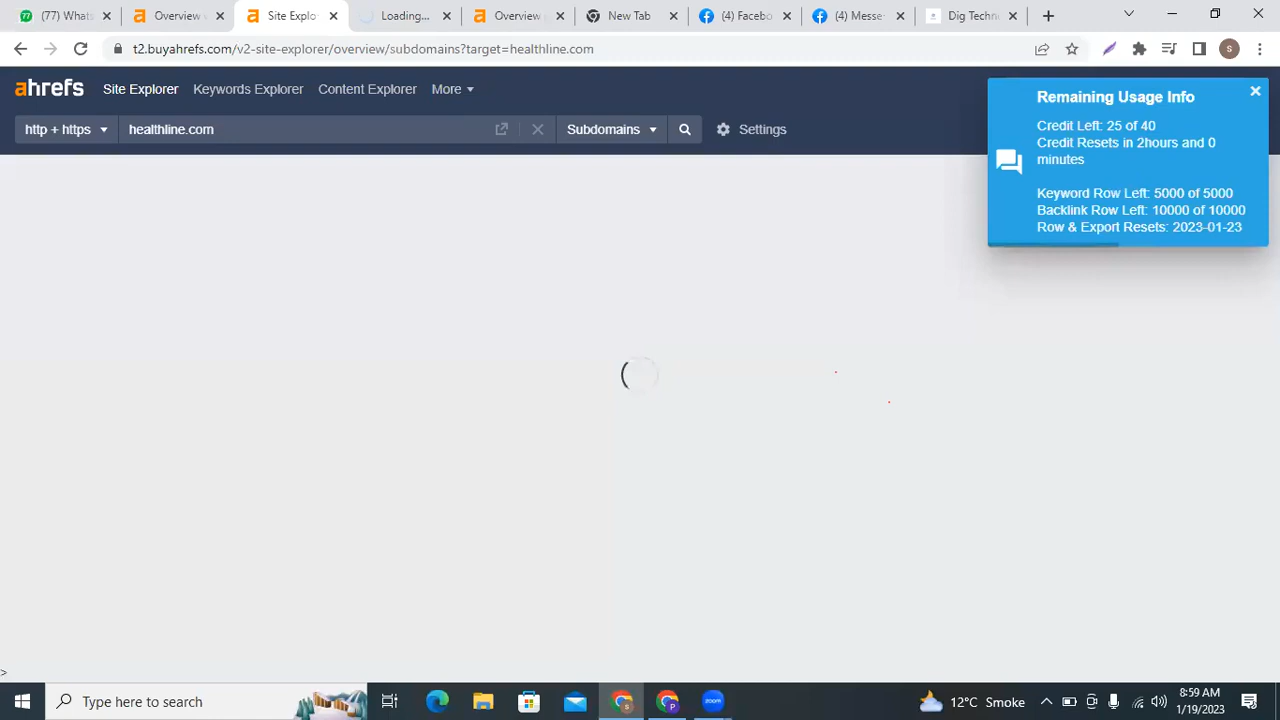 (77) Whats
Overview
Site Explo
Loading...
Overview
New Tab
(4) Facebo
(4) Messe
Dig Techn
t2.buyahrefs.com/v2-site-explorer/overview/subdomains?target=healthline.com
ahrefs
Site Explorer
Keywords Explorer
Content Explorer
More
http + https
healthline.com
Subdomains
Settings
Remaining Usage Info
Credit Left: 25 of 40
Credit Resets in 2hours and 0
minutes
Keyword Row Left: 5000 of 5000
Backlink Row Left: 10000 of 10000
Row & Export Resets: 2023-01-23
>
Type here to search
zoom
12°C Smoke
8:59 AM
1/19/2023